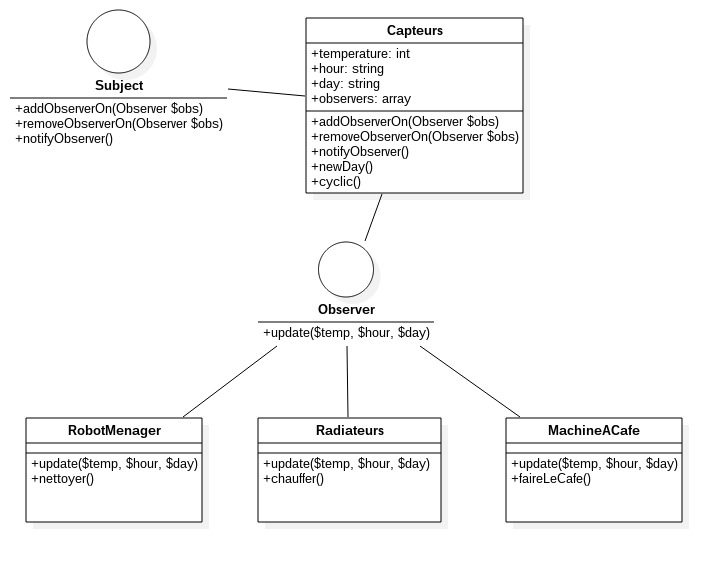 Subject
+addObserverOn(Observer $obs)
+removeObserverOn(Observer $obs)
+notifyObserver()
Capteurs
+temperature: int
+hour: string
+day: string
+observers: array
+addObserverOn(Observer $obs)
+removeObserverOn(Observer $obs)
+notifyObserver()
+newDay()
+cyclic()
Observer
+update($temp, $hour, $day)
RobotMenager
+update($temp, $hour, $day)
+nettoyer()
Radiateurs
+update($temp, $hour, $day)
+chauffer()
MachineACafe
+update($temp, $hour, $day)
+faireLeCafe()